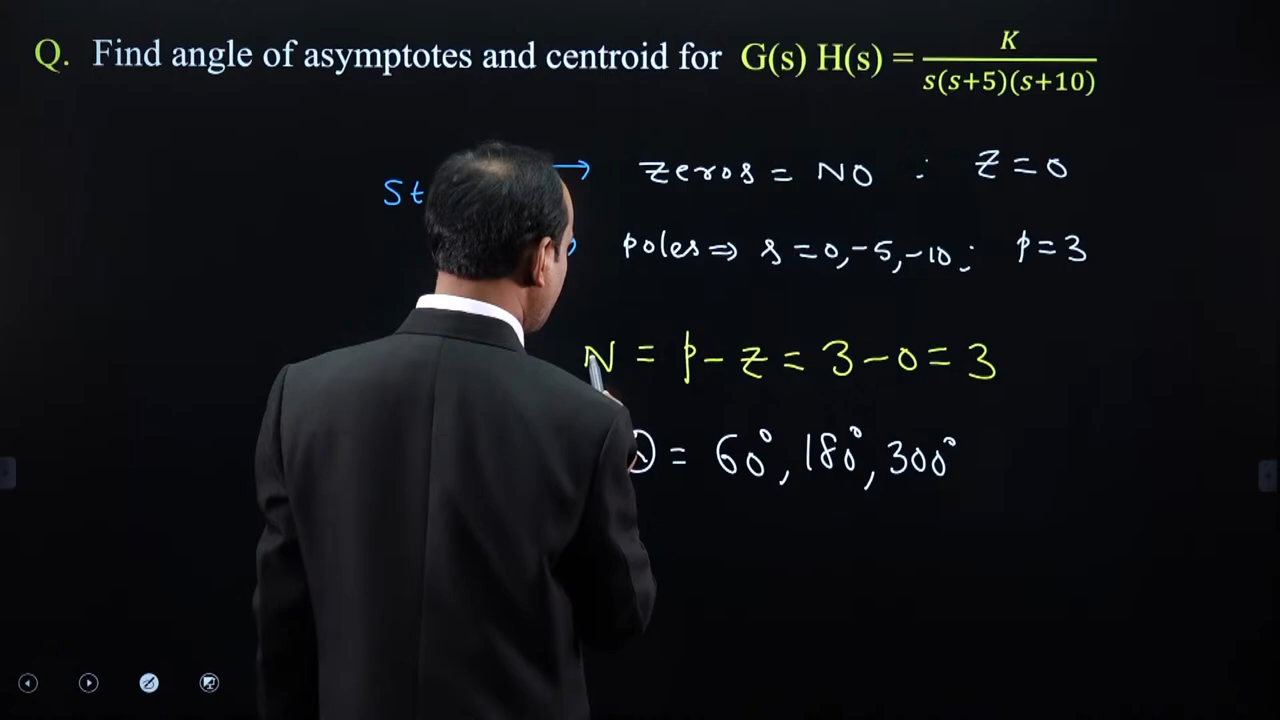 Q. Find angle of asymptotes and centroid for G(s) H(s) = K / s(s+5)(s+10)
zeros = NO : Z = 0
poles ⇒ s = 0, -5, -10 ; P = 3
N = P - Z = 3 - 0 = 3
= 60°, 180°, 300°